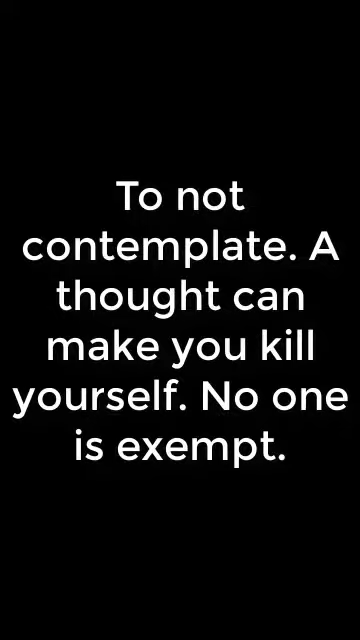 To not
contemplate. A
thought can
make you kill
yourself. No one
is exempt.